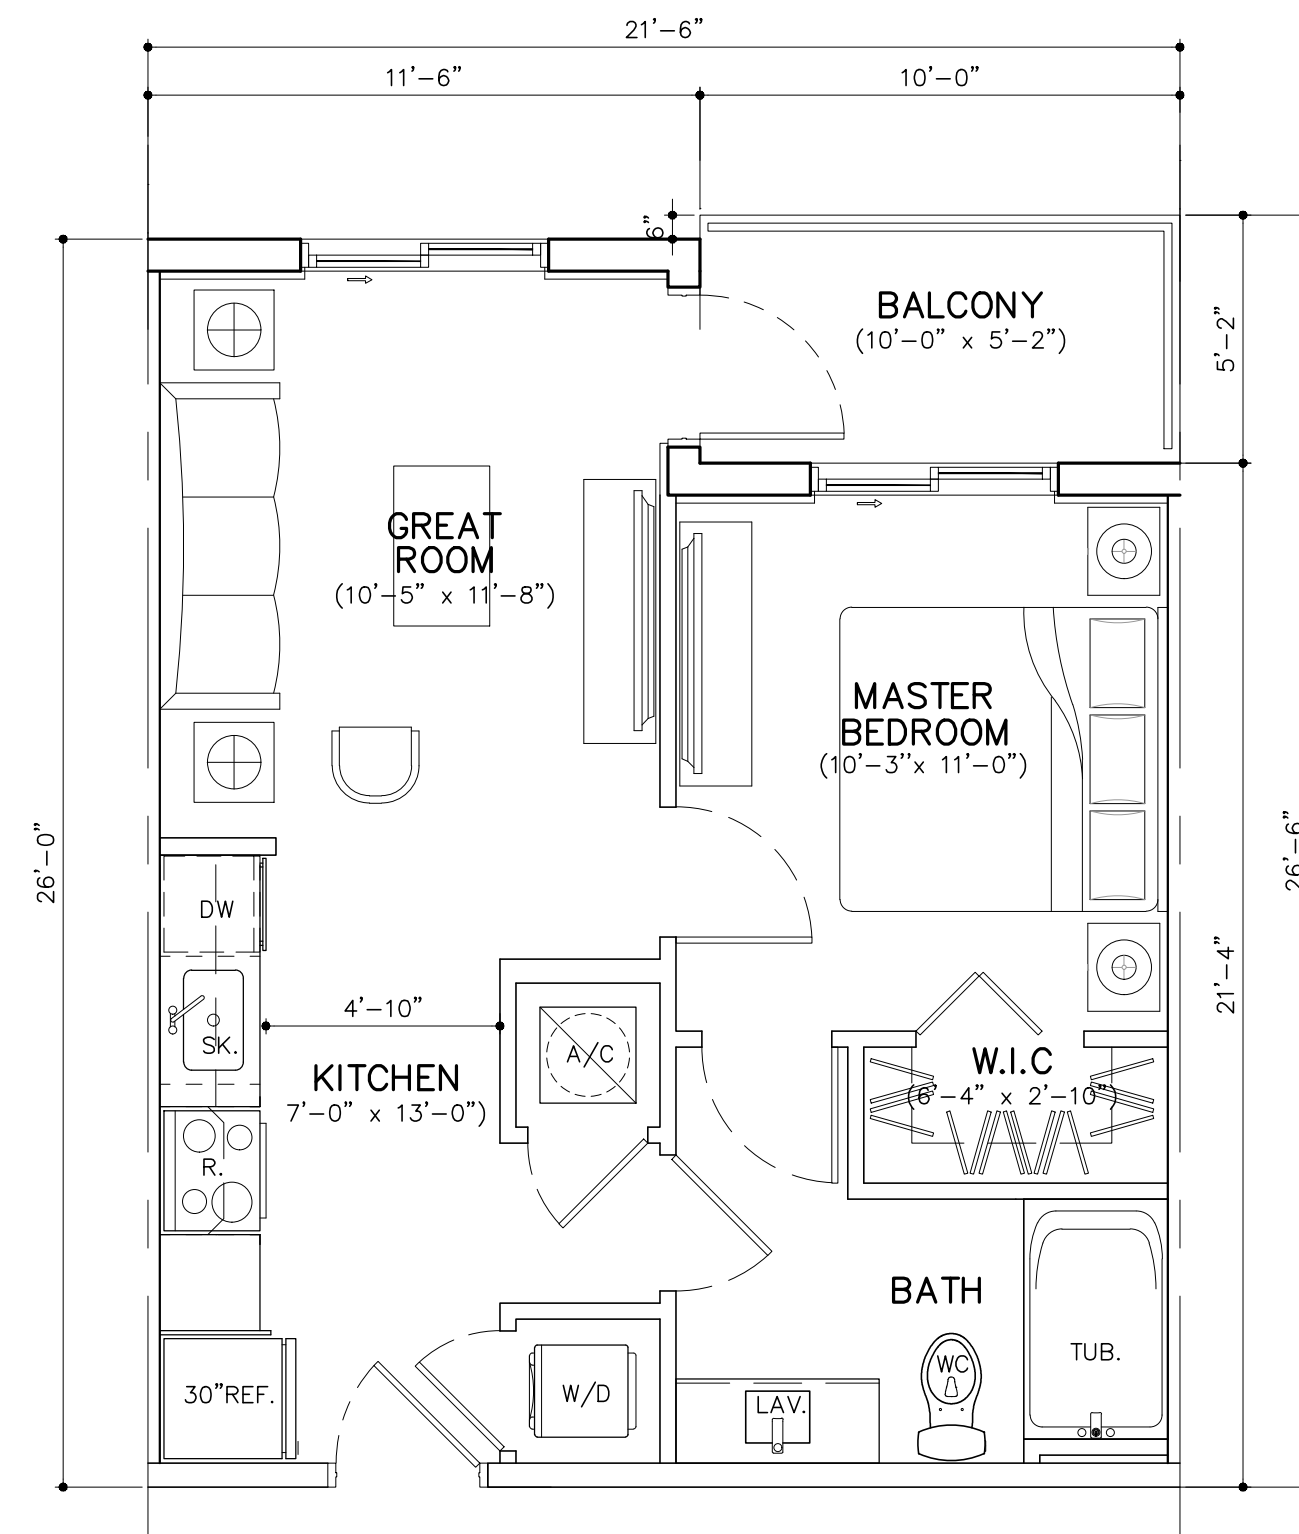 21'-6"
11'-6"
10'-0"
6"
BALCONY
(10'-0" x 5'-2")
5'-2"
GREAT
ROOM
(10'-5" x 11'-8")
MASTER
BEDROOM
(10'-3"x 11'-0")
26'-0"
26'-6"
DW
21'-4"
4'-10"
SK.
A/C
W.I.C
(6'-4" x 2'-10")
KITCHEN
7'-0" x 13'-0")
R.
BATH
TUB.
WC
30"REF.
W/D
LAV.